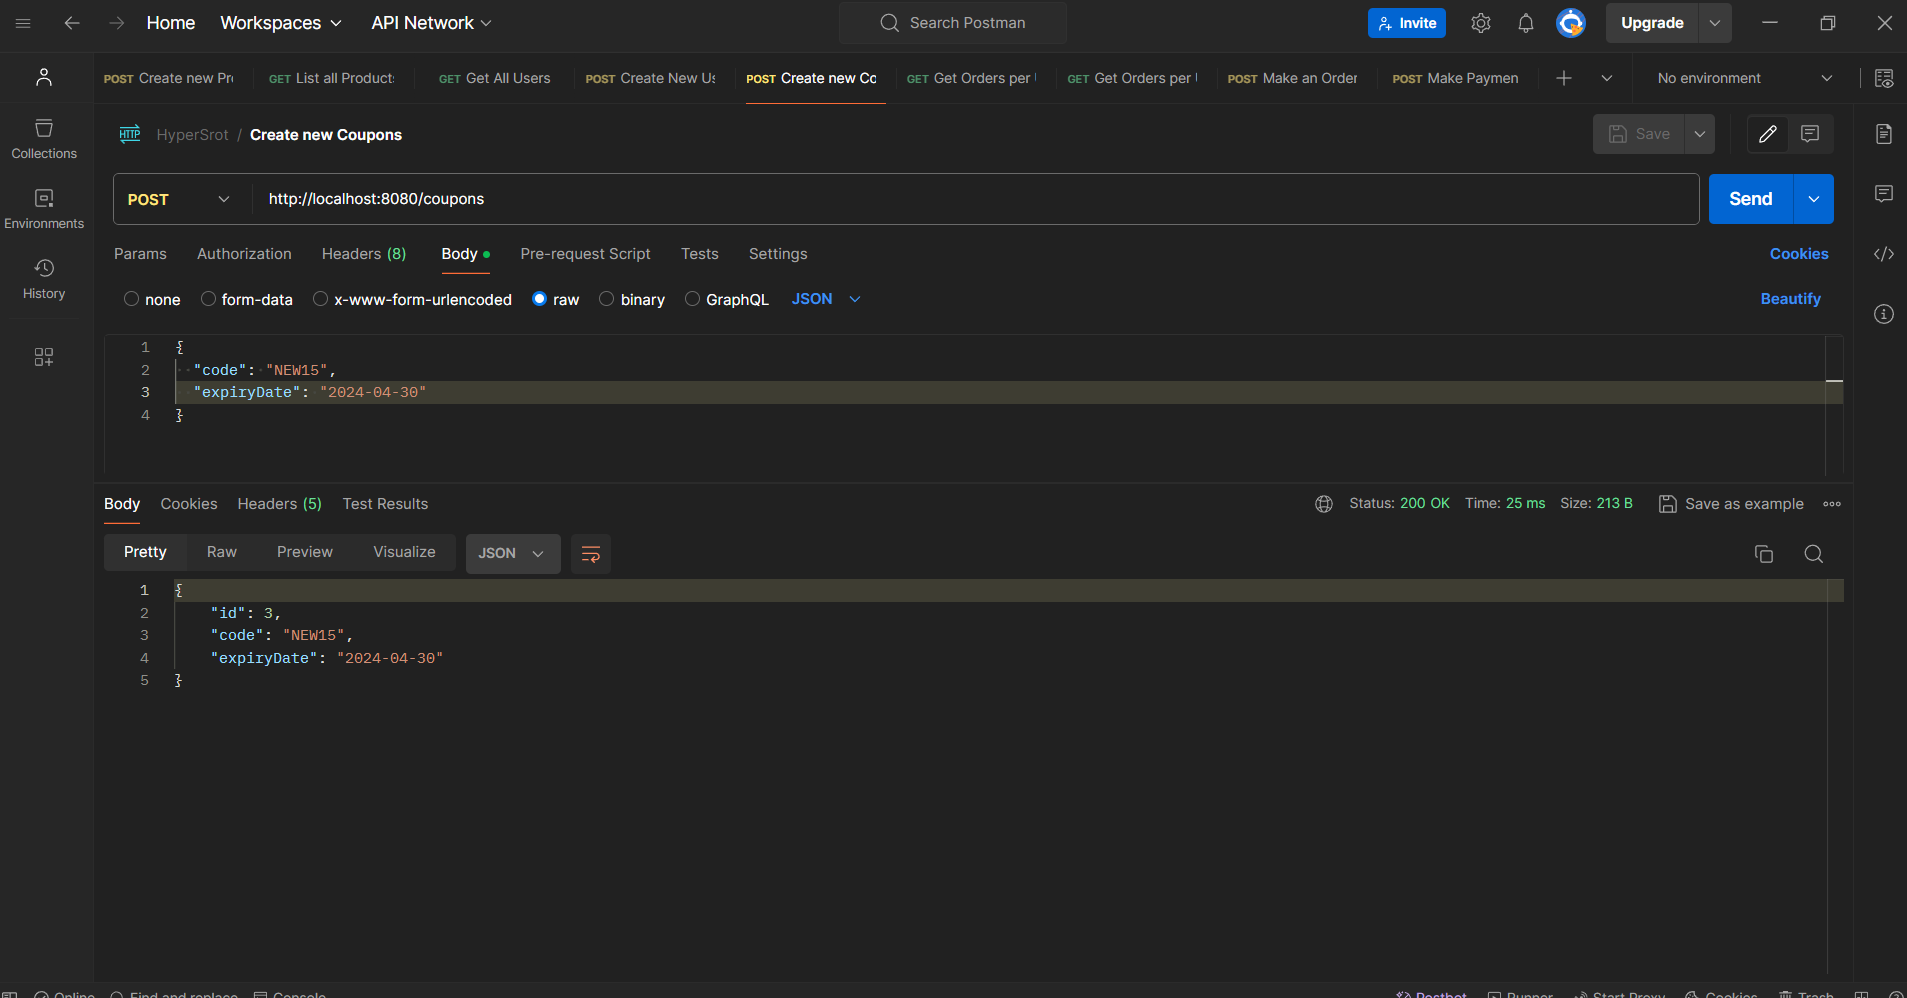 Home Workspaces API Network Search Postman Invite Upgrade
POST Create new Pr GET List all Product GET Get All Users POST Create New Us POST Create new Co GET Get Orders per GET Get Orders per POST Make an Order POST Make Paymen No environment
HTTP HyperSrot / Create new Coupons Save
Collections
POST http://localhost:8080/coupons Send
Environments
Params Authorization Headers (8) Body Pre-request Script Tests Settings Cookies
History
none form-data x-www-form-urlencoded raw binary GraphQL JSON Beautify
1 {
2 "code": "NEW15",
3 "expiryDate": "2024-04-30"
4 }
Body Cookies Headers (5) Test Results Status: 200 OK Time: 25 ms Size: 213 B Save as example
Pretty Raw Preview Visualize JSON
1 {
2 "id": 3,
3 "code": "NEW15",
4 "expiryDate": "2024-04-30"
5 }
Online Find and replace Console Postbot Runner Start Proxy Cookies Trash